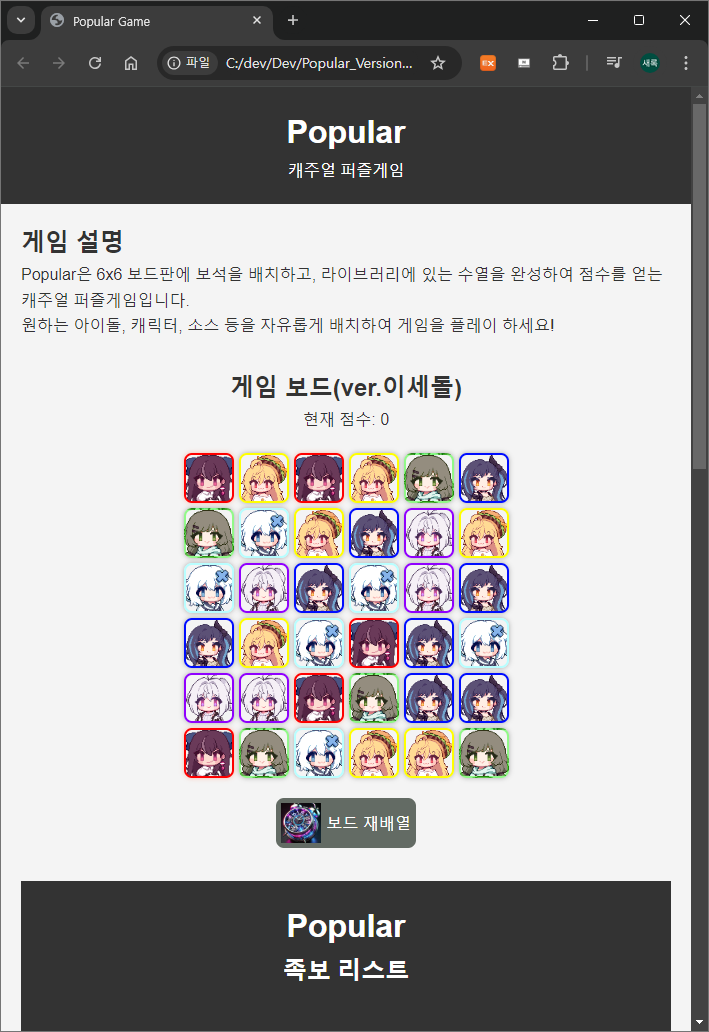 Popular Game
파일
C:/dev/Dev/Popular_Version...
새록
Popular
캐주얼 퍼즐게임
게임 설명
Popular은 6x6 보드판에 보석을 배치하고, 라이브러리에 있는 수열을 완성하여 점수를 얻는
캐주얼 퍼즐게임입니다.
원하는 아이돌, 캐릭터, 소스 등을 자유롭게 배치하여 게임을 플레이 하세요!
게임 보드(ver.이세돌)
현재 점수: 0
보드 재배열
Popular
족보 리스트